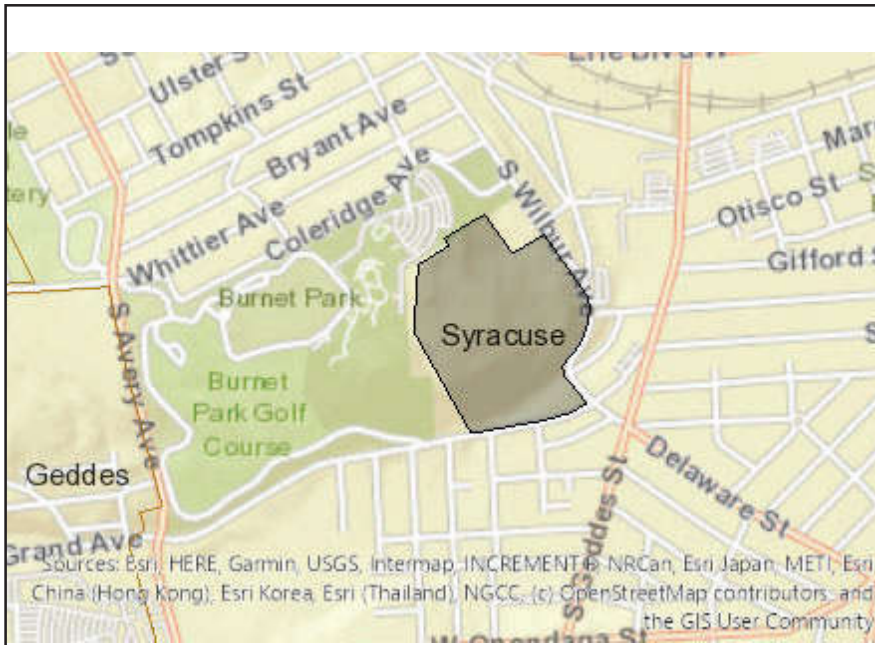 Ulster St
Tompkins St
Bryant Ave
Coleridge Ave
Whittier Ave
S Wilbur Ave
Otisco St
Gifford S
Burnet Park
Syracuse
S Avery Ave
Burnet
Park Golf
Course
Geddes
Delaware St
S Geddes St
Grand Ave
Sources: Esri, HERE, Garmin, USGS, Intermap, INCREMENT P, NRCan, Esri Japan, METI, Esri
China (Hong Kong), Esri Korea, Esri (Thailand), NGCC, (c) OpenStreetMap contributors, and
the GIS User Community
W Onondaga St